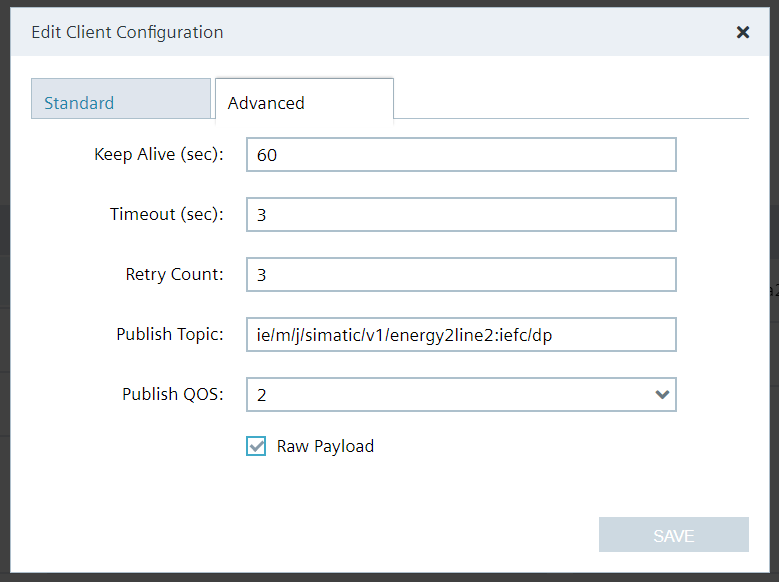 Edit Client Configuration
Standard
Advanced
Keep Alive (sec): 60
Timeout (sec): 3
Retry Count: 3
Publish Topic: ie/m/j/simatic/v1/energy2line2:iefc/dp
Publish QOS: 2
Raw Payload
SAVE